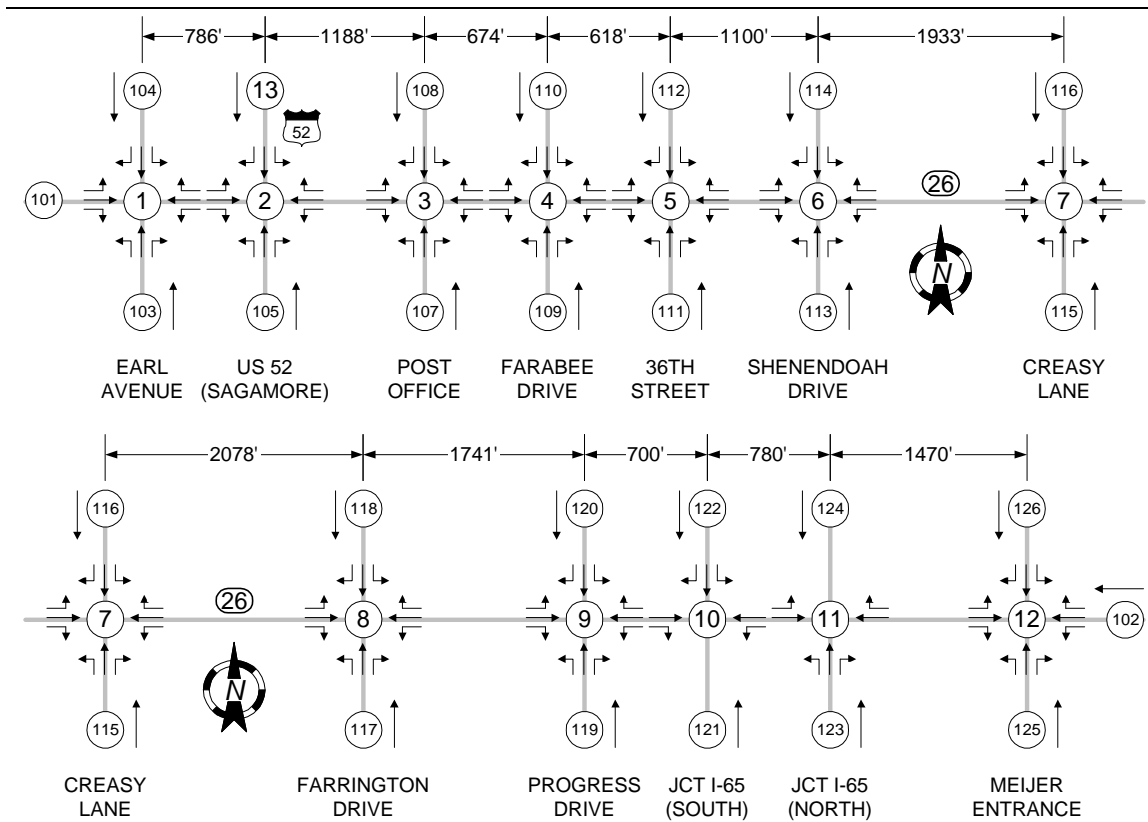 786' 1188' 674' 618' 1100' 1933'
104 13 108 110 112 114 116
52
101 1 2 3 4 5 6 26 7
N
103 105 107 109 111 113 115
EARL AVENUE
US 52 (SAGAMORE)
POST OFFICE
FARABEE DRIVE
36TH STREET
SHENENDOAH DRIVE
CREASY LANE
2078' 1741' 700' 780' 1470'
116 118 120 122 124 126
7 26 8 9 10 11 12 102
N
115 117 119 121 123 125
CREASY LANE
FARRINGTON DRIVE
PROGRESS DRIVE
JCT I-65 (SOUTH)
JCT I-65 (NORTH)
MEIJER ENTRANCE